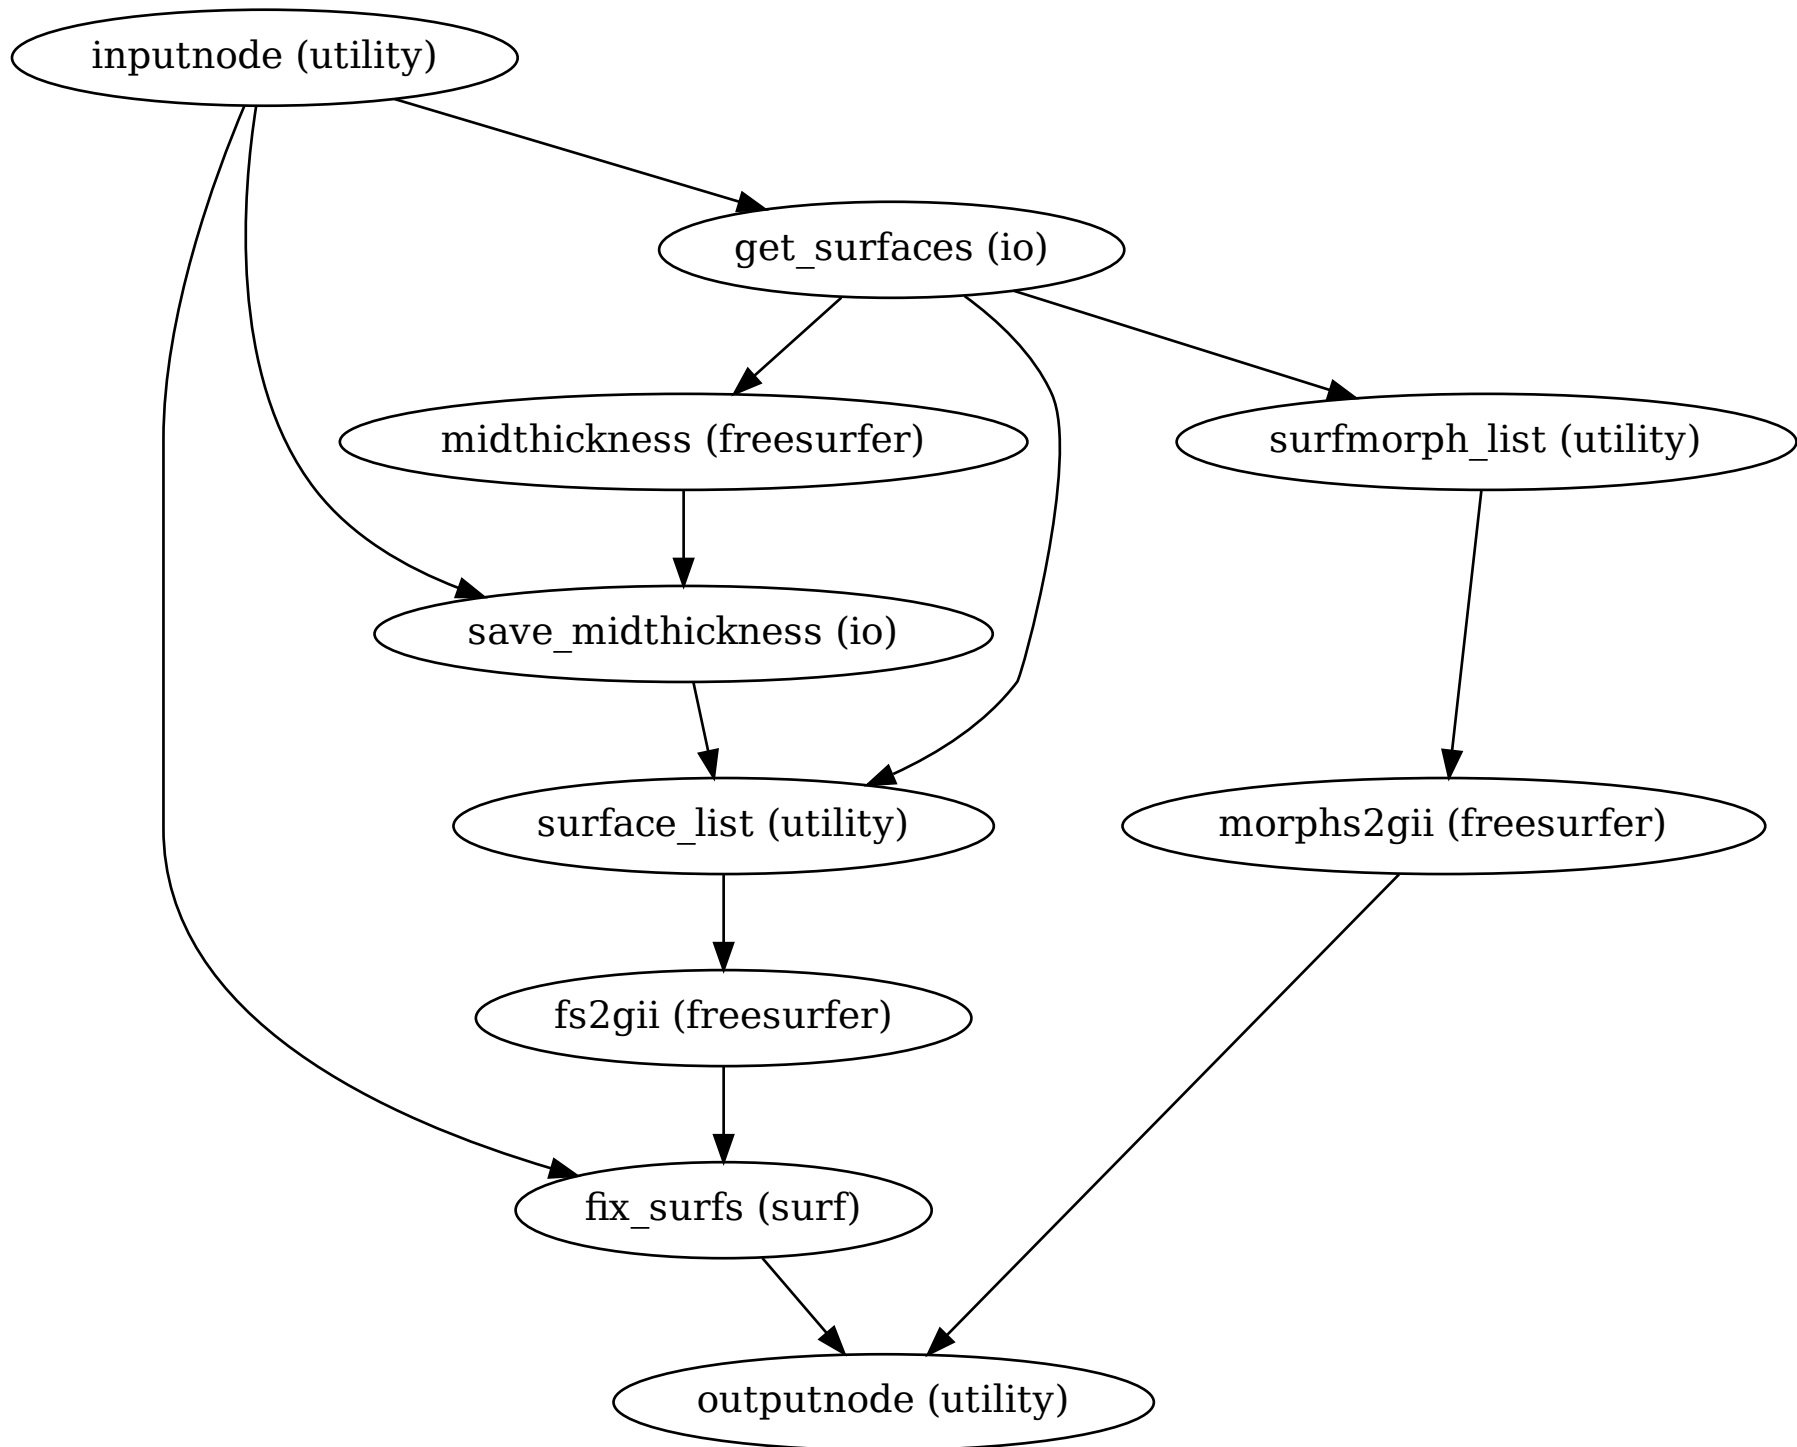 inputnode (utility)
get_surfaces (io)
midthickness (freesurfer)
surfmorph_list (utility)
save_midthickness (io)
surface_list (utility)
morphs2gii (freesurfer)
fs2gii (freesurfer)
fix_surfs (surf)
outputnode (utility)